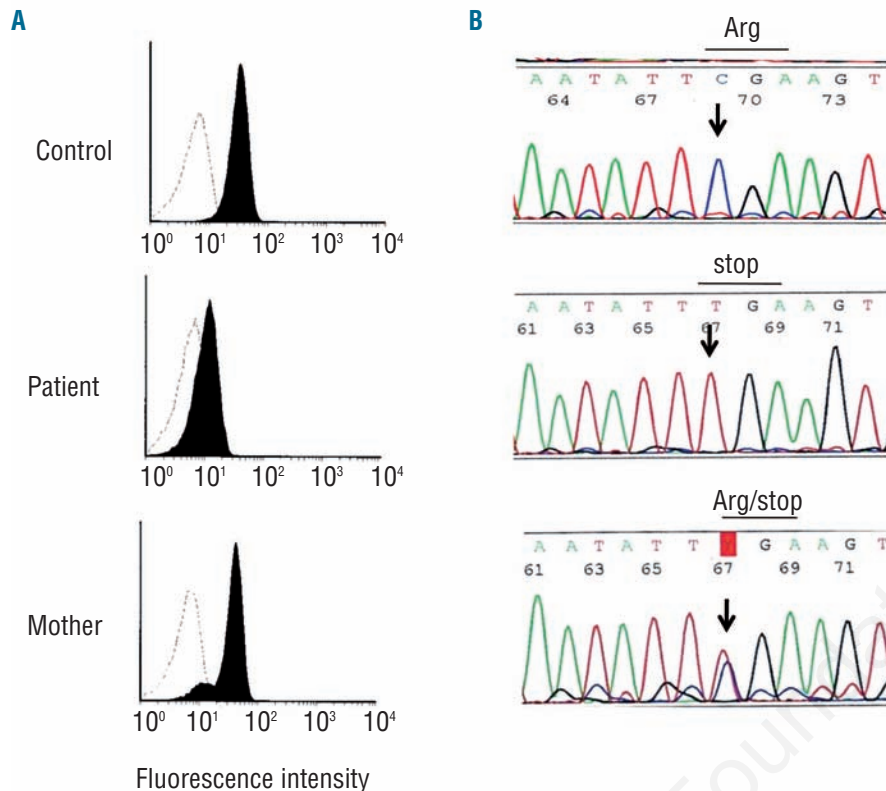 A
Control
10⁰ 10¹ 10² 10³ 10⁴
Patient
10⁰ 10¹ 10² 10³ 10⁴
Mother
10⁰ 10¹ 10² 10³ 10⁴
Fluorescence intensity
B
Arg
A A T A T T C G A A G T
64 67 70 73
stop
A A T A T T T G A A G T
61 63 65 67 69 71
Arg/stop
A A T A T T Y G A A G T
61 63 65 67 69 71